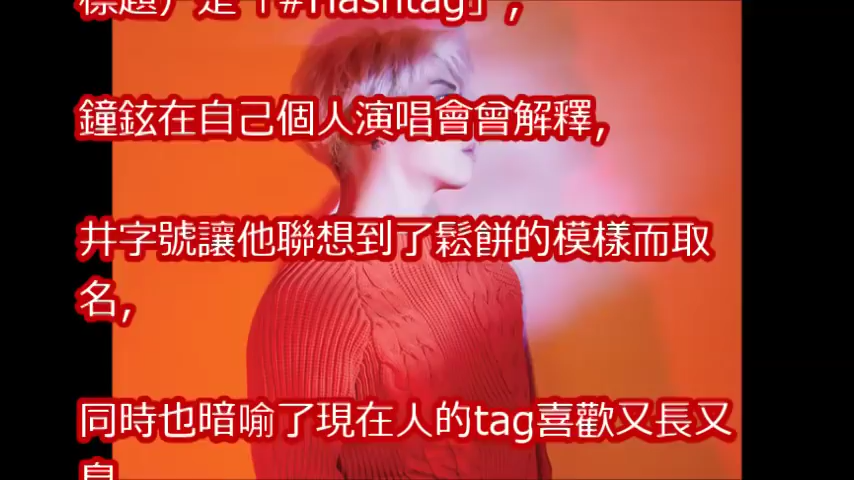 標題）是「#Hashtag」，
鐘鉉在自己個人演唱會曾解釋，
井字號讓他聯想到了鬆餅的模樣而取
名，
同時也暗喻了現在人的tag喜歡又長又